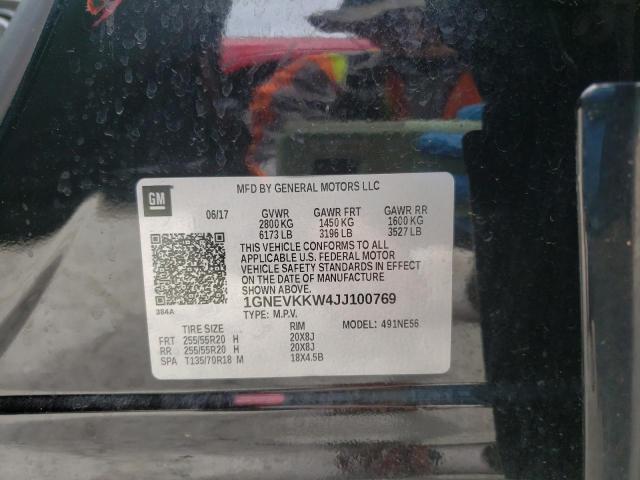 MFD BY GENERAL MOTORS LLC
GM
06/17 GVWR GAWR FRT GAWR RR
2800 KG 1450 KG 1600 KG
6173 LB 3196 LB 3527 LB
THIS VEHICLE CONFORMS TO ALL
APPLICABLE U.S. FEDERAL MOTOR
VEHICLE SAFETY STANDARDS IN EFFECT
ON THE DATE OF MANUFACTURE
SHOWN ABOVE.
384A
1GNEVKKW4JJ100769
TYPE: M.P.V.
TIRE SIZE RIM MODEL: 491NE56
FRT 255/55R20 H 20X8J
RR 255/55R20 H 20X8J
SPA T135/70R18 M 18X4.5B